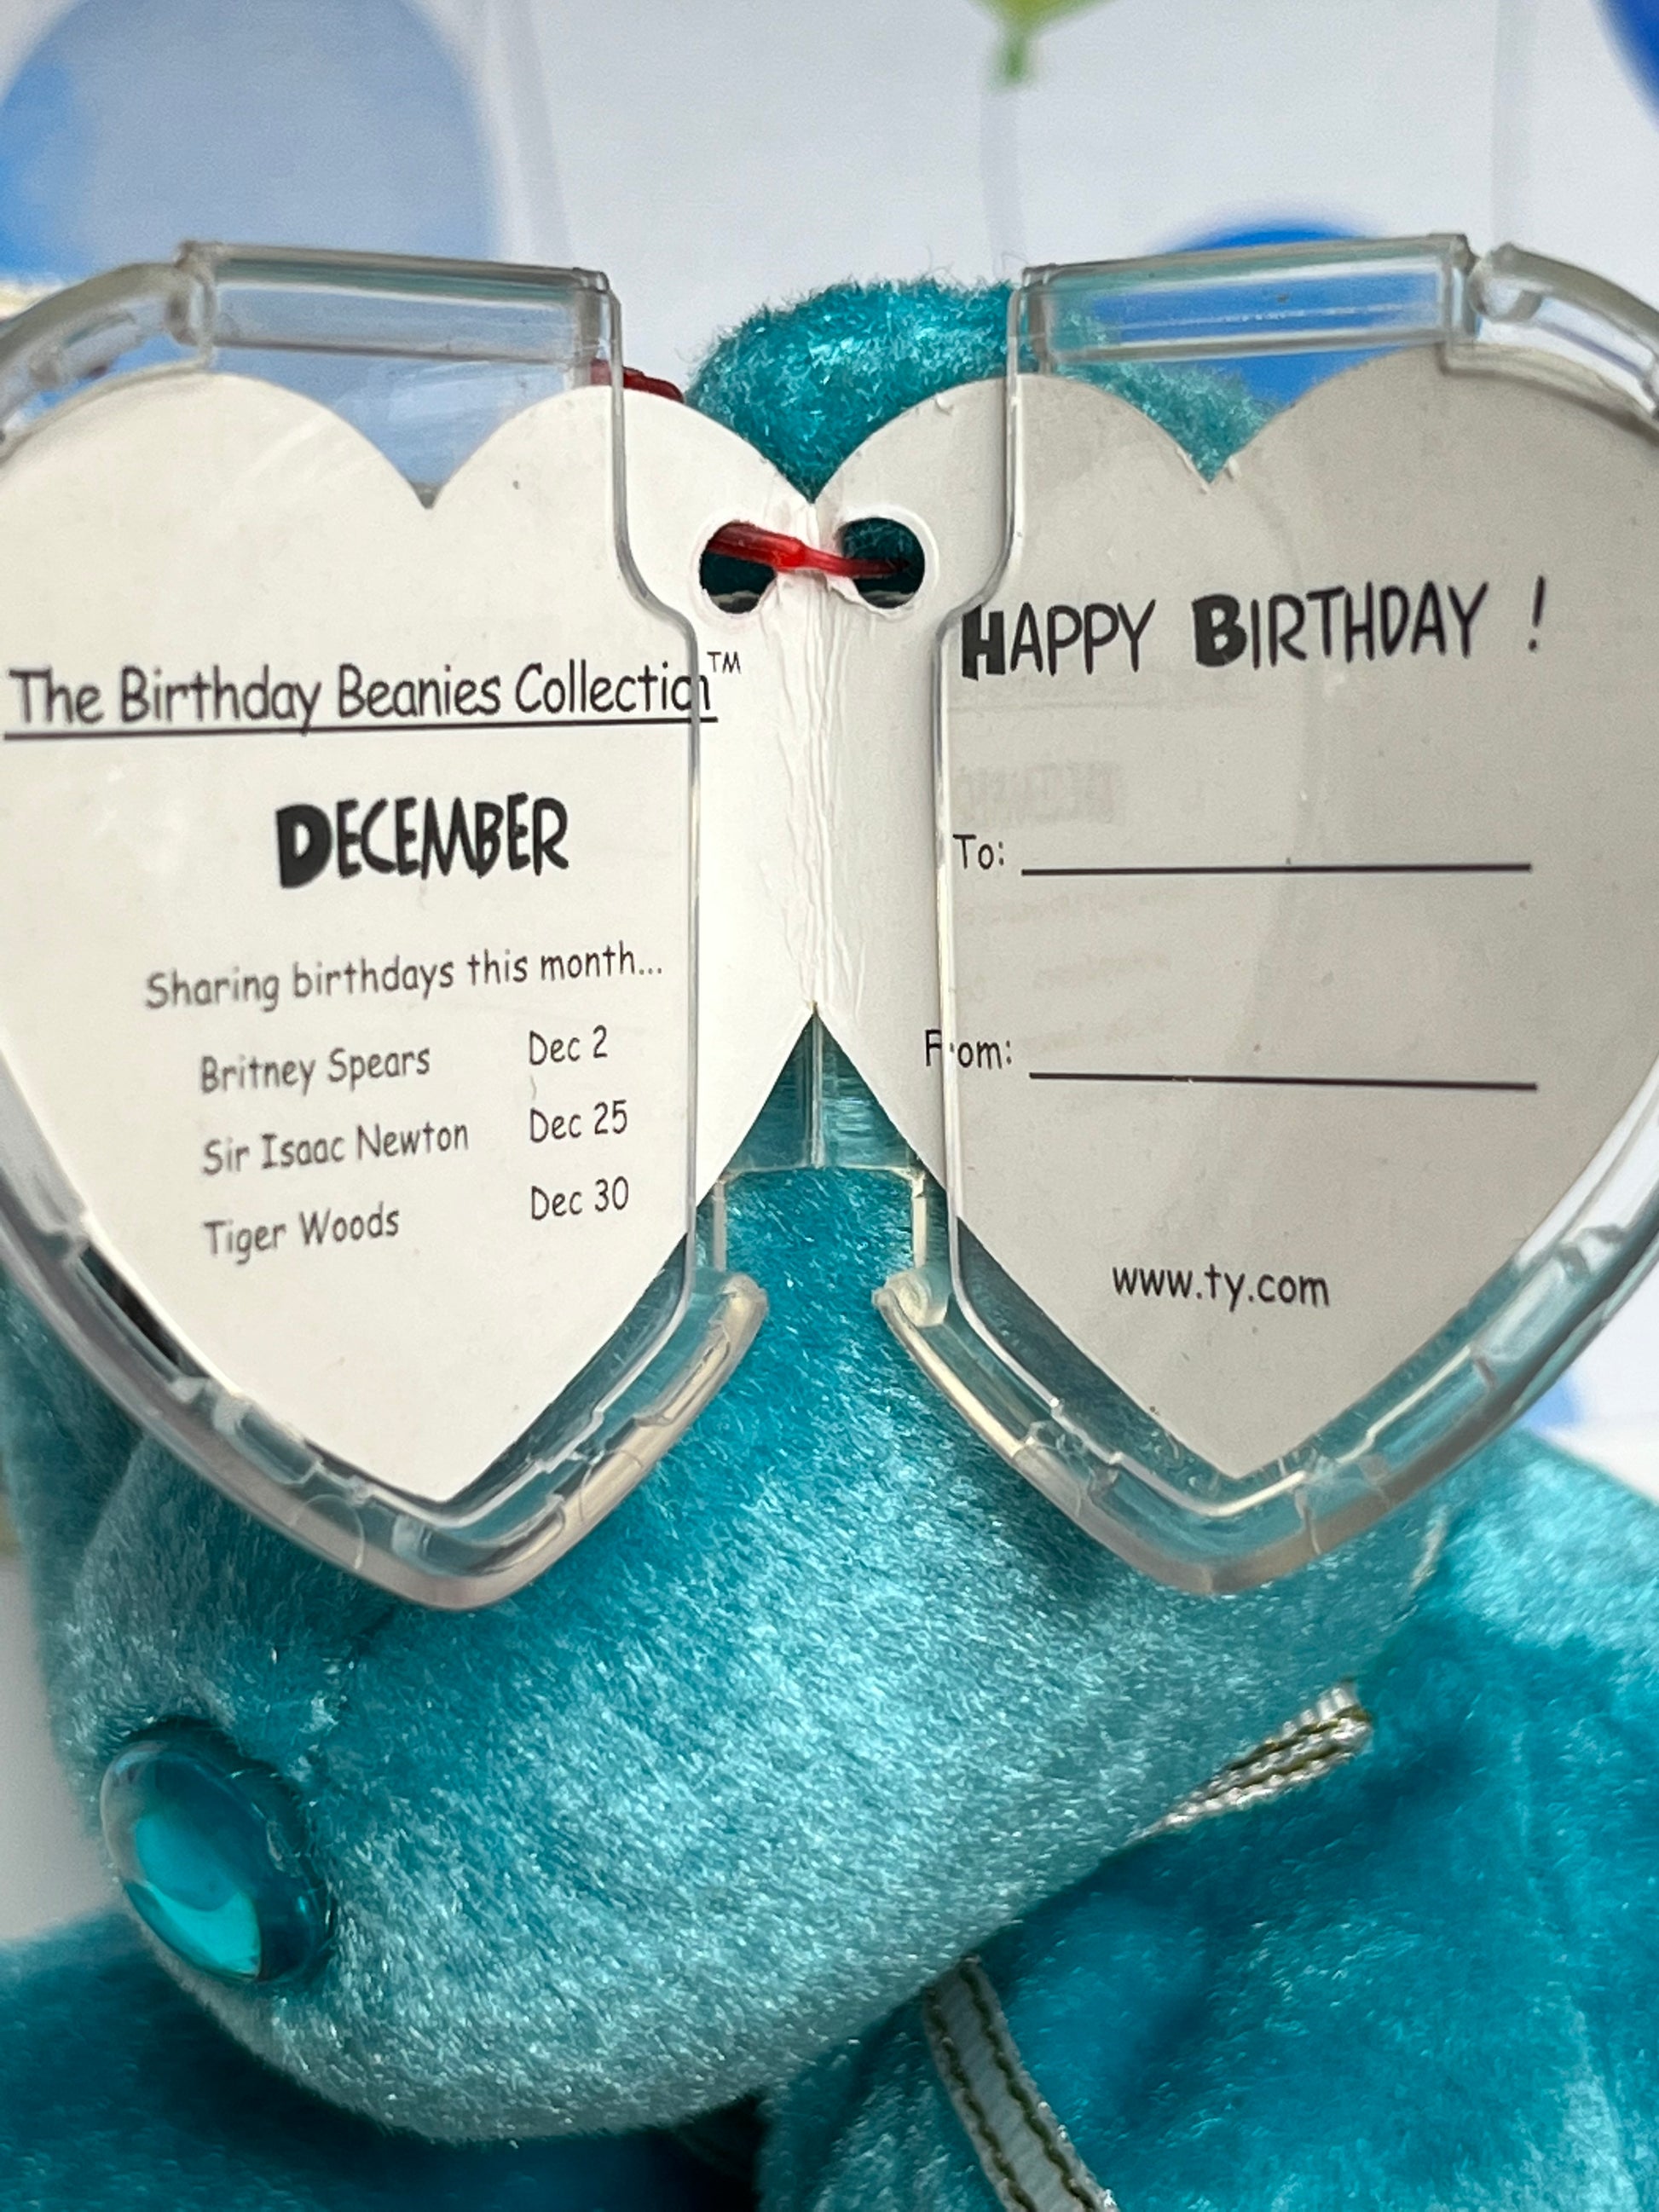 The Birthday Beanies Collection™
DECEMBER
Sharing birthdays this month...
Britney Spears Dec 2
Sir Isaac Newton Dec 25
Tiger Woods Dec 30
HAPPY BIRTHDAY !
To:
From:
www.ty.com